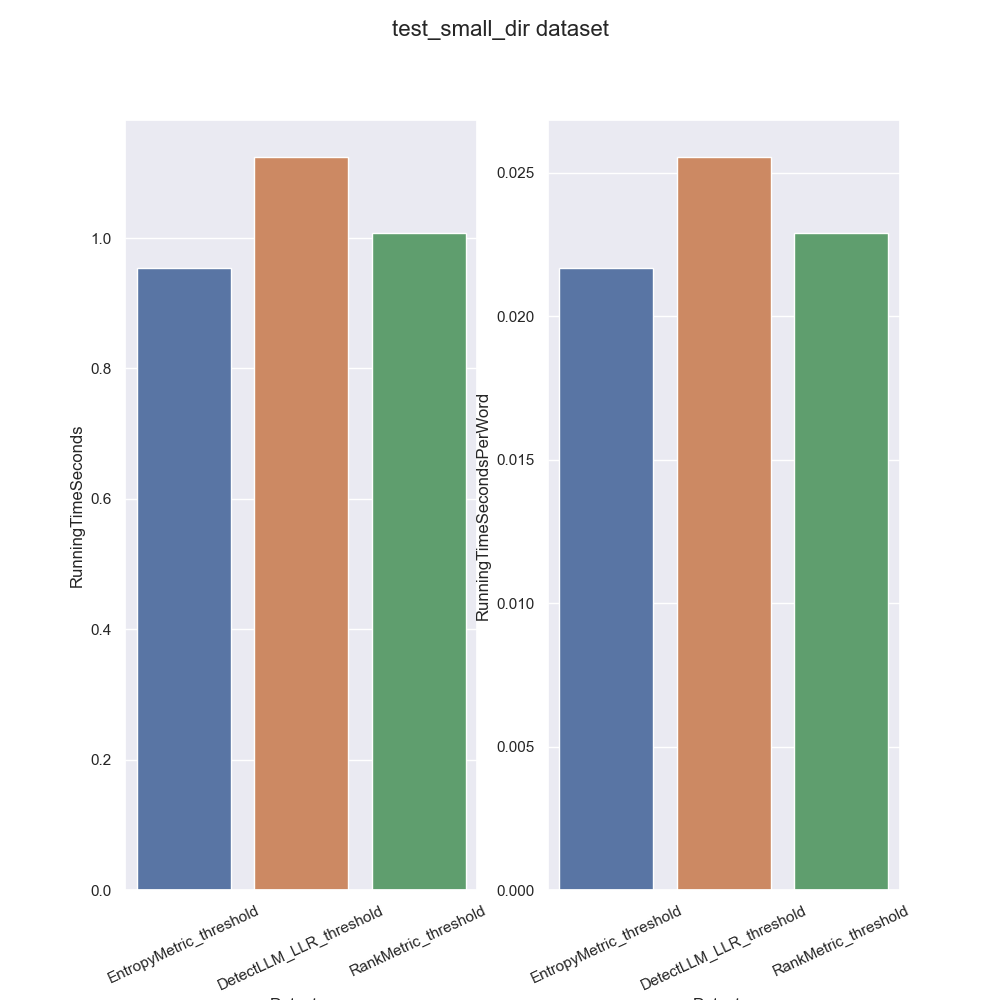 test_small_dir dataset
RunningTimeSeconds
1.0
0.8
0.6
0.4
0.2
0.0
EntropyMetric_threshold
DetectLLM_LLR_threshold
RankMetric_threshold
RunningTimeSecondsPerWord
0.025
0.020
0.015
0.010
0.005
0.000
EntropyMetric_threshold
DetectLLM_LLR_threshold
RankMetric_threshold